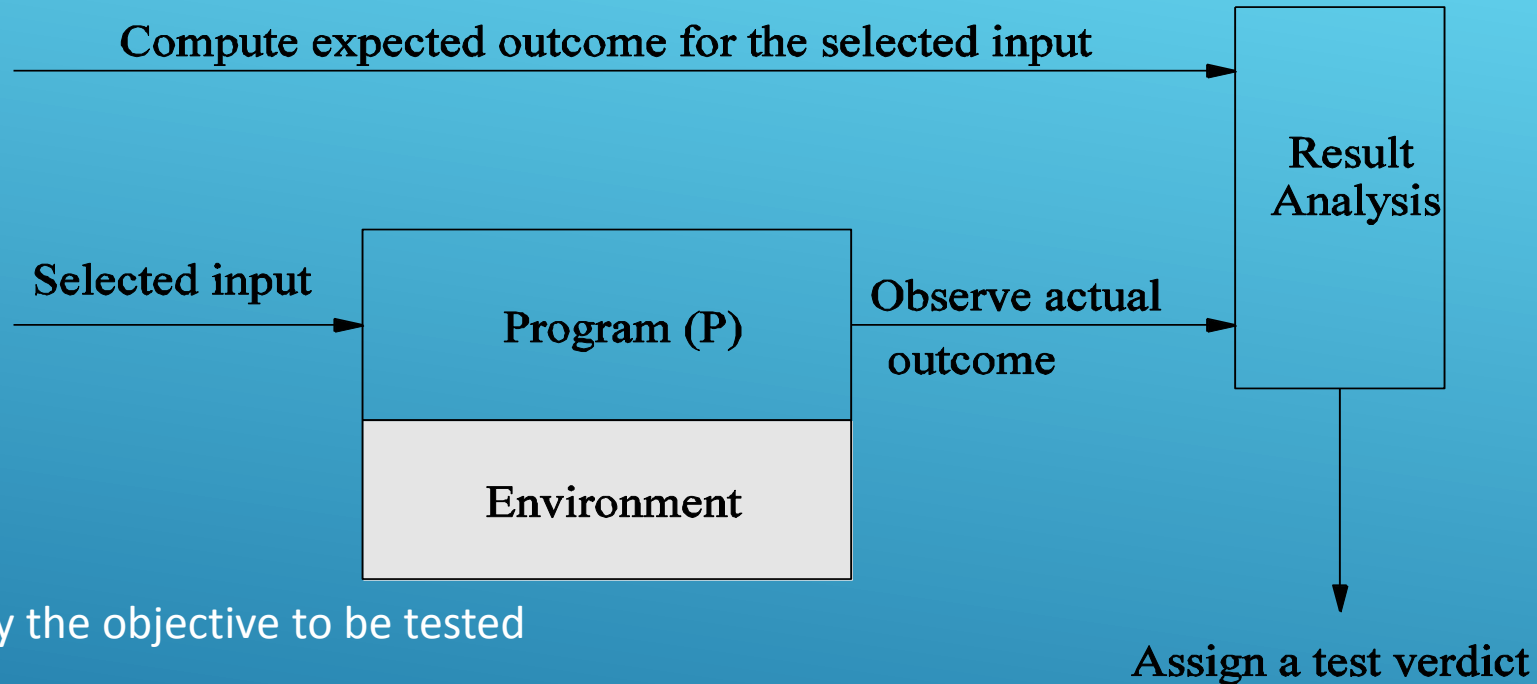 Compute expected outcome for the selected input
Result
Analysis
Selected input
Program (P)
Observe actual
outcome
Environment
the objective to be tested
Assign a test verdict